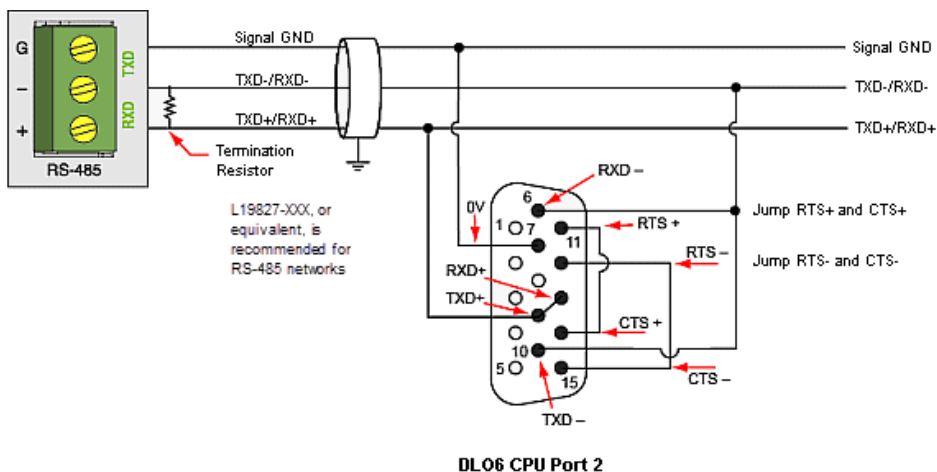 G
TXD
Signal GND
Signal GND
–
TXD-/RXD-
TXD-/RXD-
RXD
+
TXD+/RXD+
TXD+/RXD+
RS-485
Termination
Resistor
L19827-XXX, or
equivalent, is
recommended for
RS-485 networks
RXD –
6
0V
1
7
11
RTS +
Jump RTS+ and CTS+
RTS –
Jump RTS- and CTS-
RXD+
TXD+
CTS +
10
5
15
CTS –
TXD –
DL06 CPU Port 2